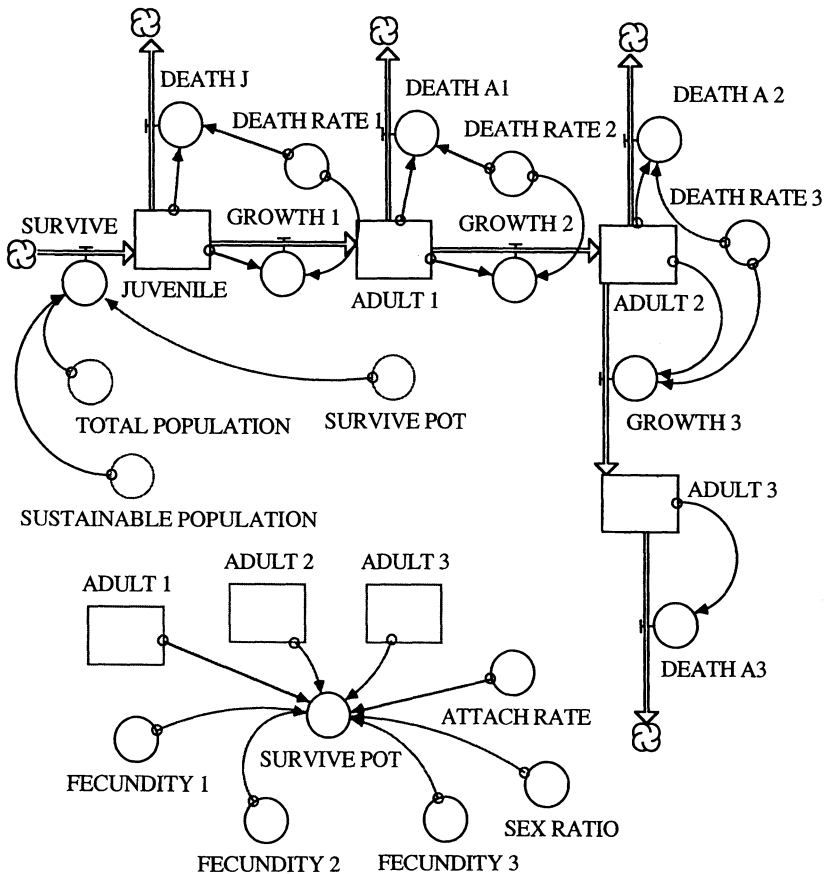 DEATH J
DEATH A1
DEATH A 2
DEATH RATE 1
DEATH RATE 2
DEATH RATE 3
SURVIVE
GROWTH 1
GROWTH 2
JUVENILE
ADULT 1
ADULT 2
TOTAL POPULATION
SURVIVE POT
GROWTH 3
SUSTAINABLE POPULATION
ADULT 3
ADULT 1
ADULT 2
ADULT 3
DEATH A3
ATTACH RATE
SURVIVE POT
FECUNDITY 1
SEX RATIO
FECUNDITY 2
FECUNDITY 3